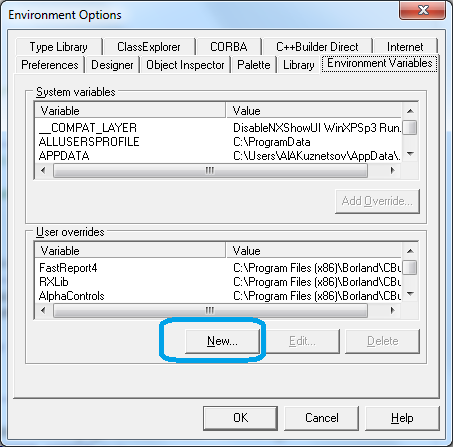 Environment Options
Type Library ClassExplorer CORBA C++Builder Direct Internet
Preferences Designer Object Inspector Palette Library Environment Variables
System variables
Variable Value
__COMPAT_LAYER DisableNXShowUI WinXPSp3 Run.
ALLUSERSPROFILE C:\ProgramData
APPDATA C:\Users\AlAKuznetsov\AppData\.
Add Override...
User overrides
Variable Value
FastReport4 C:\Program Files (x86)\Borland\CBu
RXLib C:\Program Files (x86)\Borland\CBu
AlphaControls C:\Program Files (x86)\Borland\CBu
New... Edit... Delete
OK Cancel Help